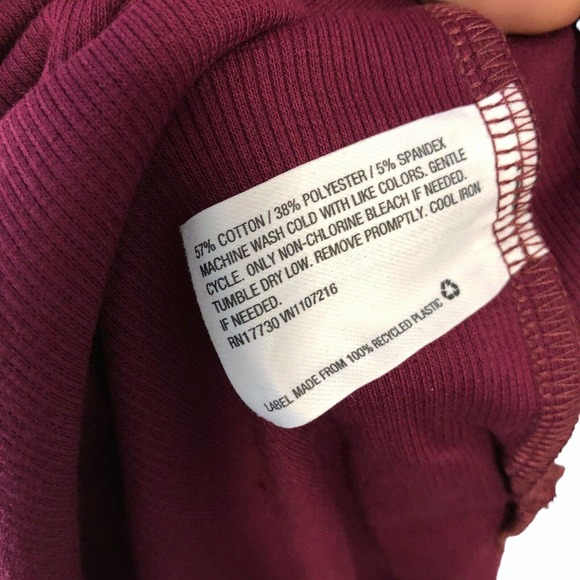 57% COTTON / 38% POLYESTER / 5% SPANDEX
MACHINE WASH COLD WITH LIKE COLORS. GENTLE
CYCLE. ONLY NON-CHLORINE BLEACH IF NEEDED.
TUMBLE DRY LOW. REMOVE PROMPTLY. COOL IRON
IF NEEDED.
RN17730 VN1107216
LABEL MADE FROM 100% RECYCLED PLASTIC